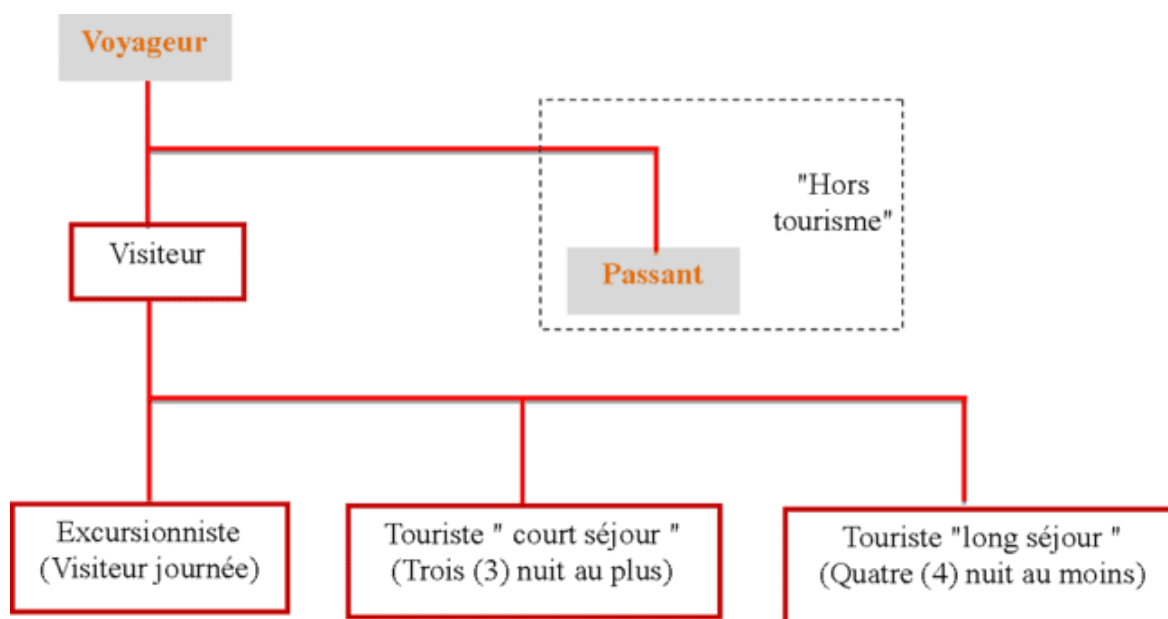 Voyageur
"Hors
tourisme"
Visiteur
Passant
Excursionniste
(Visiteur journée)
Touriste " court séjour "
(Trois (3) nuit au plus)
Touriste "long séjour "
(Quatre (4) nuit au moins)